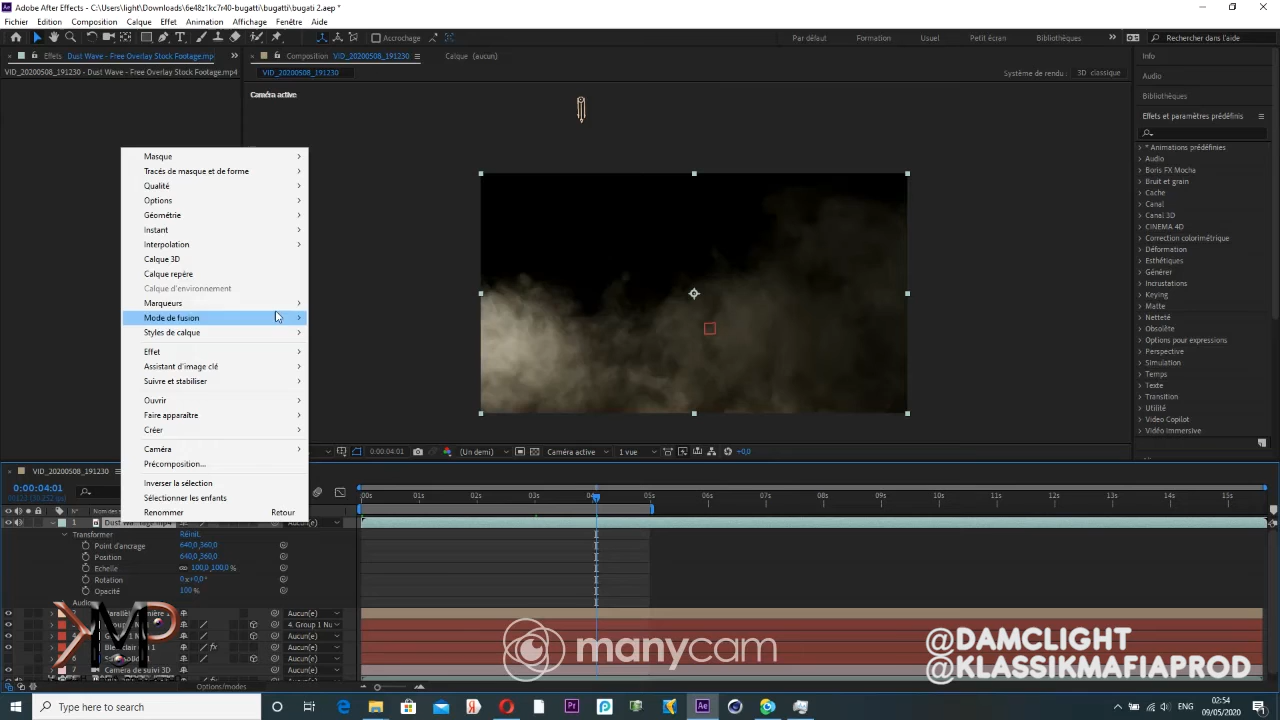 Adobe After Effects - C:\Users\light\Downloads\6e48z1kc7r40-bugatti\bugatti\bugati 2.aep *
Fichier Edition Composition Calque Effet Animation Affichage Fenêtre Aide
Accrochage Par défaut Formation Usuel Petit écran Bibliothèques Rechercher dans l'aide
Effets Dust Wave - Free Overlay Stock Footage.mp
Composition VID_20200508_191230
Calque (aucun)
Info
VID_20200508_191230 - Dust Wave - Free Overlay Stock Footage.mp4
VID_20200508_191230
Système de rendu : 3D classique
Audio
Caméra active
Bibliothèques
Effets et paramètres prédéfinis
* Animations prédéfinies
Audio
Boris FX Mocha
Bruit et grain
Cache
Canal
Canal 3D
CINEMA 4D
Correction colorimétrique
Déformation
Esthétiques
Générer
Incrustations
Keying
Matte
Netteté
Obsolète
Options pour expressions
Perspective
Simulation
Temps
Texte
Transition
Utilité
Video Copilot
Vidéo Immersive
Masque
Tracés de masque et de forme
Qualité
Options
Géométrie
Instant
Interpolation
Calque 3D
Calque repère
Calque d'environnement
Marqueurs
Mode de fusion
Styles de calque
Effet
Assistant d'image clé
Suivre et stabiliser
Ouvrir
Faire apparaître
Créer
Caméra
Précomposition...
Inverser la sélection
Sélectionner les enfants
Renommer Retour
0:00:04:01 (Un demi) Caméra active 1 vue +0,0
VID_20200508_191230
0:00:04:01
00s 01s 02s 03s 04s 05s 06s 07s 08s 09s 10s 11s 12s 13s 14s 15s
1 Aucun(e)
Transformer Réinit.
Point d'ancrage 640,0,360,0
Position 640,0,360,0
Echelle 100,0,100,0 %
Rotation 0x+0,0°
Opacité 100 %
Audio
Aucun(e)
4. Group 1 Nu
Aucun(e)
Aucun(e)
Aucun(e)
7 Caméra de suivi 3D Aucun(e)
Options/modes
KMP
manycam
@DAMCLIGHT
@KLASSIKMAFIAPROD
Type here to search
02:54
09/05/2020